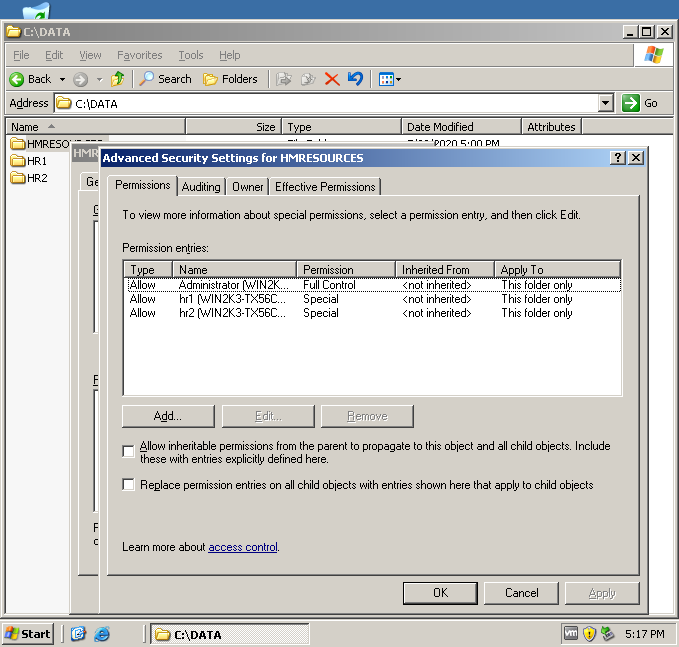 C:\DATA
File Edit View Favorites Tools Help
Back Search Folders
Address C:\DATA Go
Name Size Type Date Modified Attributes
HMRESOURCES
HR1
HR2
HMR
Advanced Security Settings for HMRESOURCES
Ge
Permissions Auditing Owner Effective Permissions
To view more information about special permissions, select a permission entry, and then click Edit.
Permission entries:
Type Name Permission Inherited From Apply To
Allow Administrator (WIN2K... Full Control <not inherited> This folder only
Allow hr1 (WIN2K3-TX56C... Special <not inherited> This folder only
Allow hr2 (WIN2K3-TX56C... Special <not inherited> This folder only
Add... Edit... Remove
Allow inheritable permissions from the parent to propagate to this object and all child objects. Include
these with entries explicitly defined here.
Replace permission entries on all child objects with entries shown here that apply to child objects
Learn more about access control.
OK Cancel Apply
Start C:\DATA vm 5:17 PM